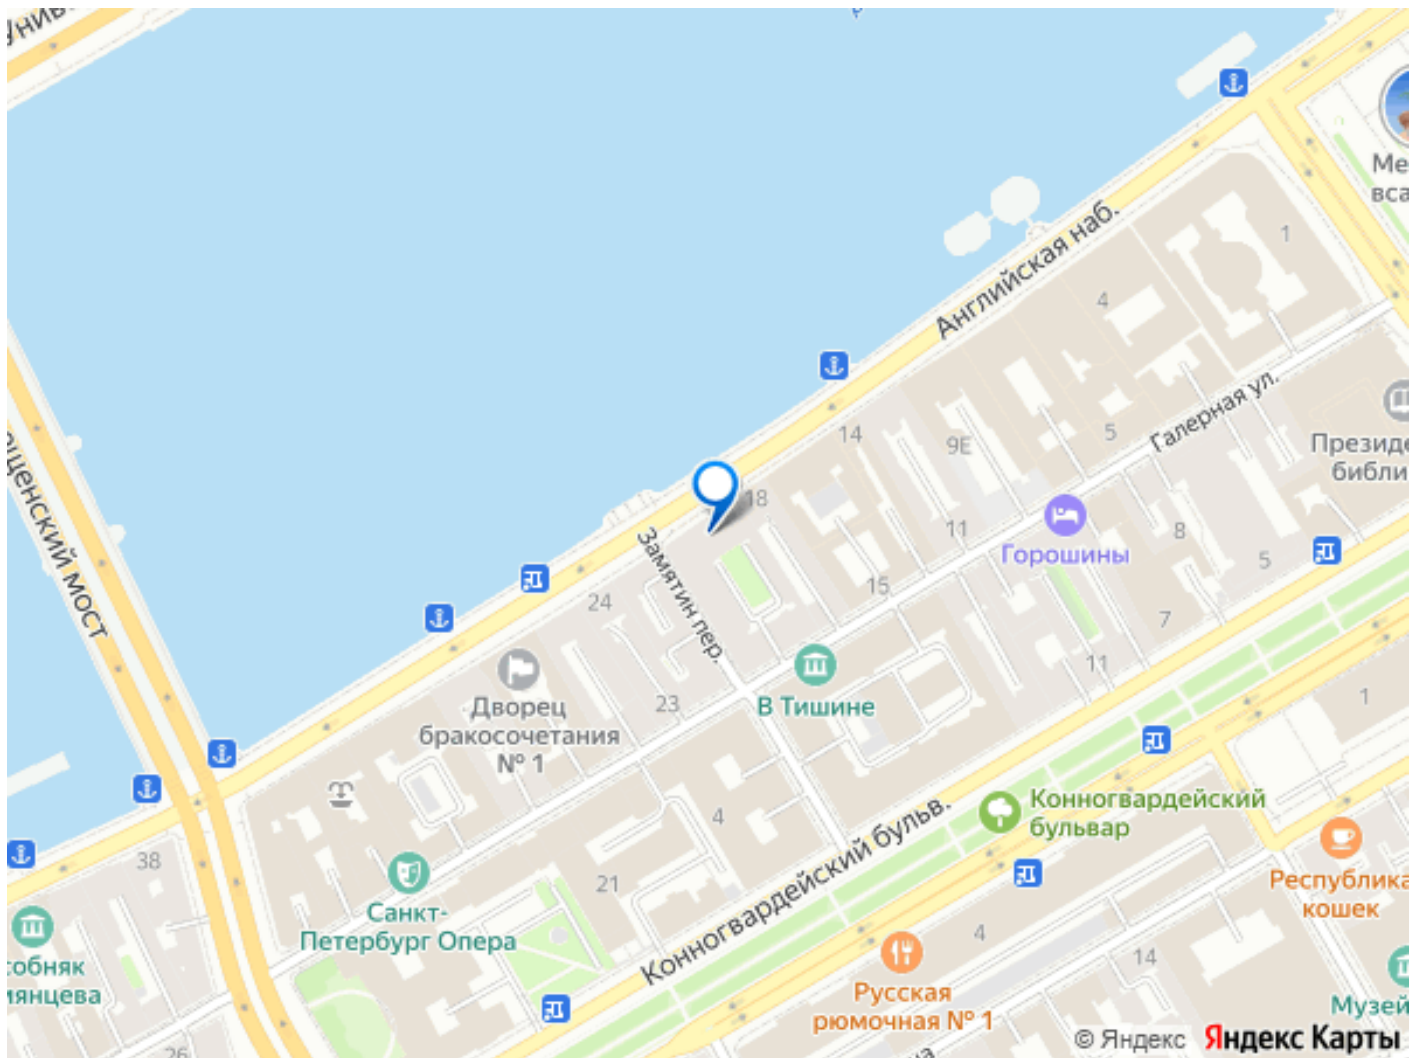 Английская наб.
1
4
Галерная ул.
14
9Е
5
18
11
Горошины
8
5
Замятин пер.
15
7
24
11
В Тишине
23
1
Дворец
бракосочетания
№ 1
4
Конногвардейский
бульвар
Конногвардейский бульв.
38
21
Республика
кошек
Санкт-
Петербург Опера
4
14
Русская
рюмочная № 1
Музей
26
мост
© Яндекс Яндекс Карты